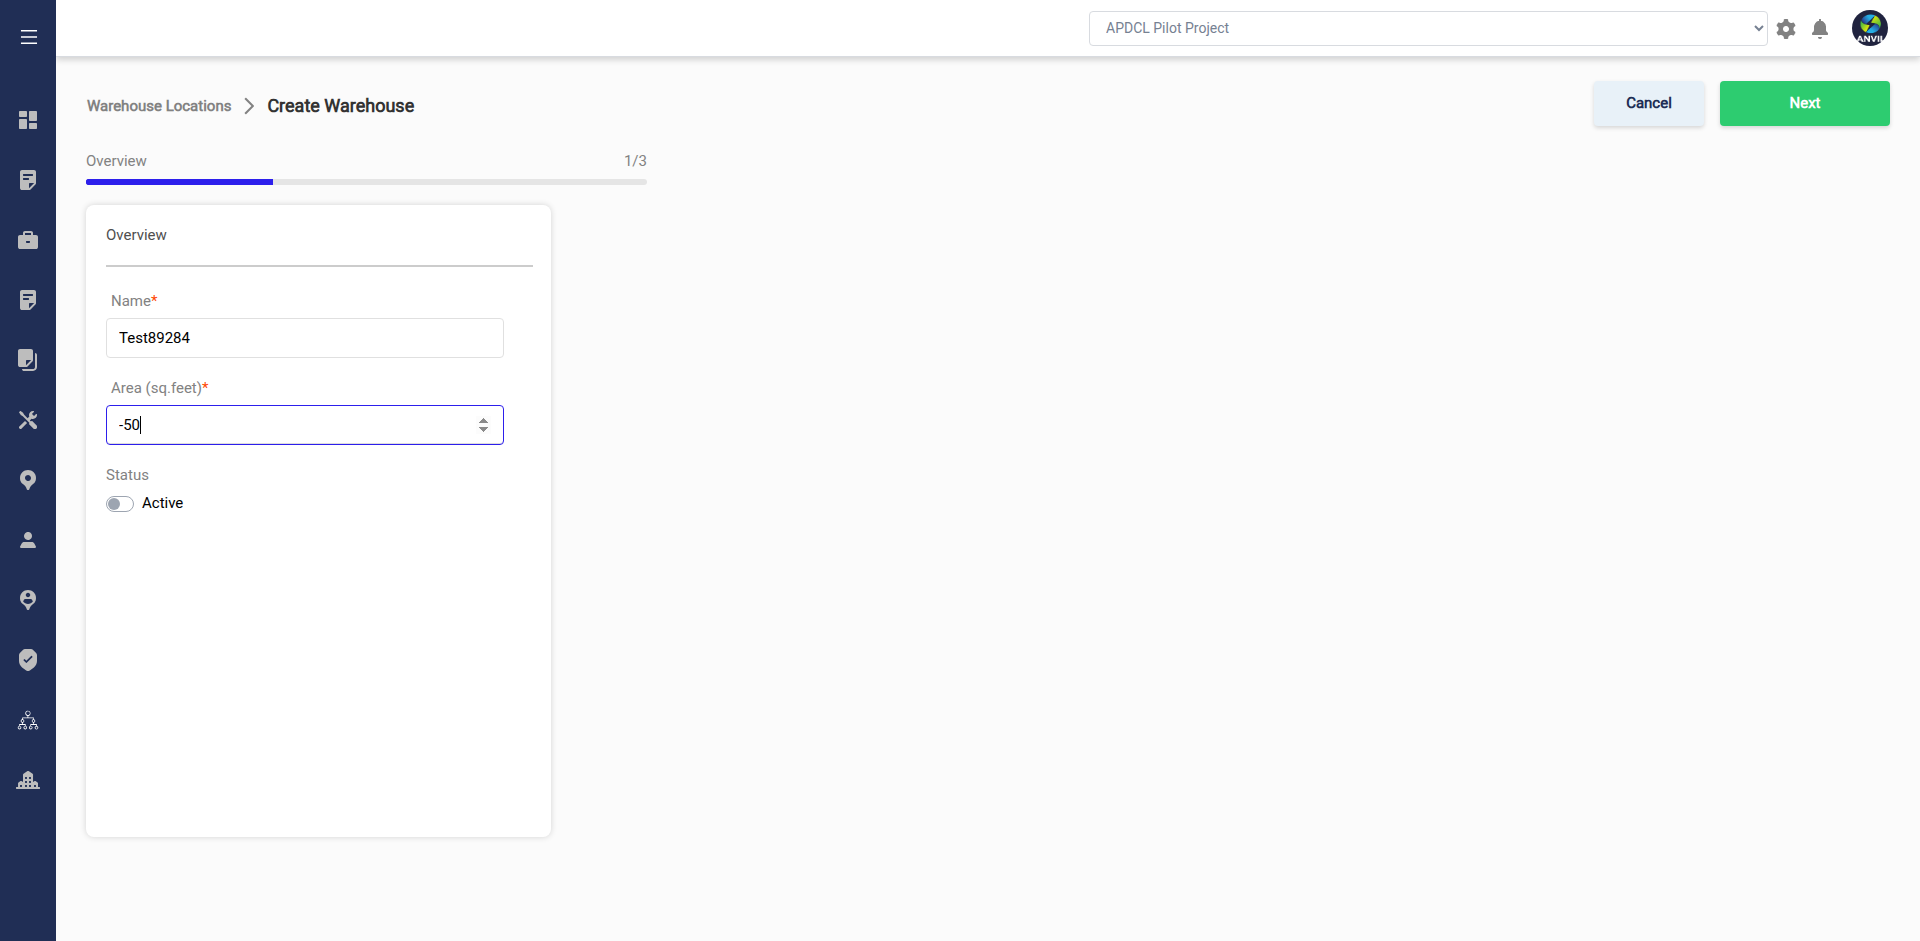 APDCL Pilot Project
ANVIL
Warehouse Locations
Create Warehouse
Cancel
Next
Overview
1/3
Overview
Name*
Test89284
Area (sq.feet)*
-50
Status
Active